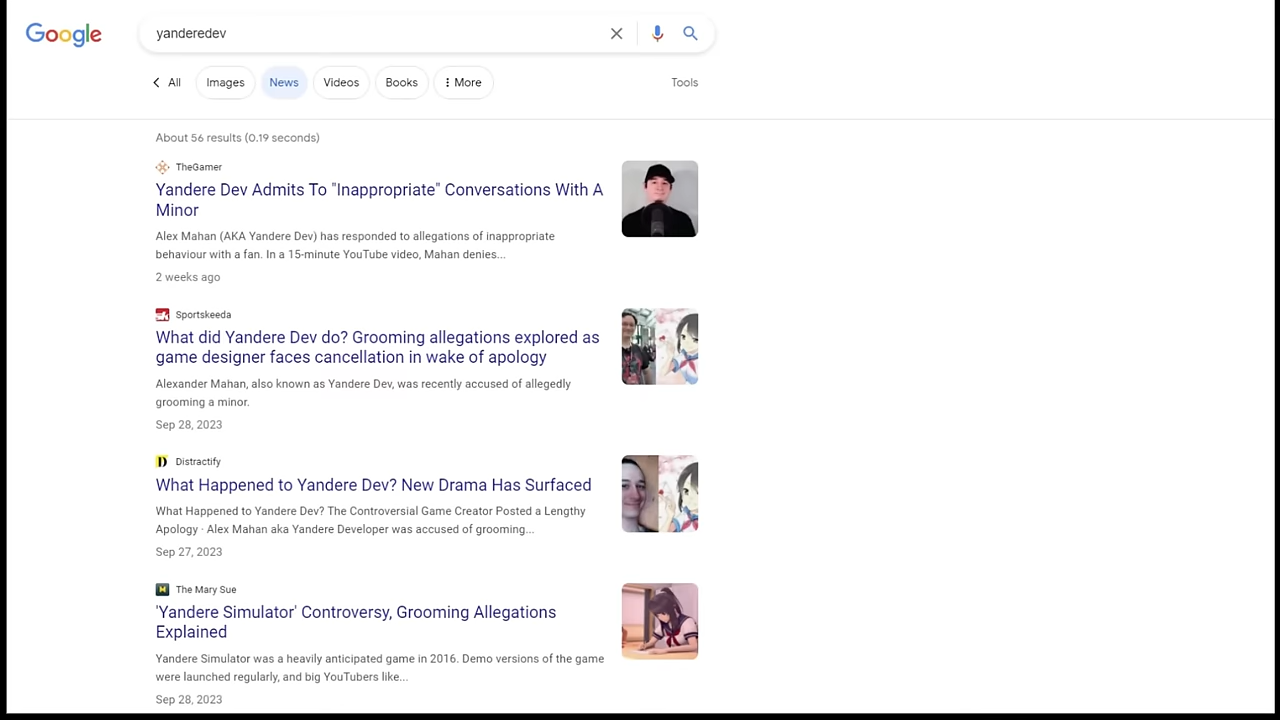 Google
yanderedev
All
Images
News
Videos
Books
More
Tools
About 56 results (0.19 seconds)
TheGamer
Yandere Dev Admits To "Inappropriate" Conversations With A
Minor
Alex Mahan (AKA Yandere Dev) has responded to allegations of inappropriate
behaviour with a fan. In a 15-minute YouTube video, Mahan denies...
2 weeks ago
Sportskeeda
What did Yandere Dev do? Grooming allegations explored as
game designer faces cancellation in wake of apology
Alexander Mahan, also known as Yandere Dev, was recently accused of allegedly
grooming a minor.
Sep 28, 2023
Distractify
What Happened to Yandere Dev? New Drama Has Surfaced
What Happened to Yandere Dev? The Controversial Game Creator Posted a Lengthy
Apology · Alex Mahan aka Yandere Developer was accused of grooming...
Sep 27, 2023
The Mary Sue
'Yandere Simulator' Controversy, Grooming Allegations
Explained
Yandere Simulator was a heavily anticipated game in 2016. Demo versions of the game
were launched regularly, and big YouTubers like...
Sep 28, 2023